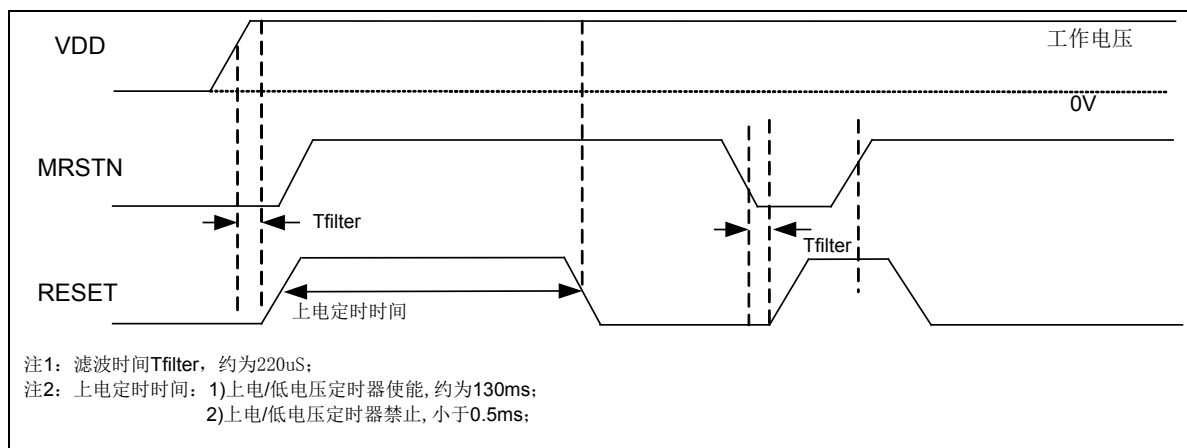 VDD
工作电压
0V
MRSTN
Tfilter
Tfilter
RESET
上电定时时间
注1：滤波时间Tfilter，约为220uS；
注2：上电定时时间：1)上电/低电压定时器使能,约为130ms；
2)上电/低电压定时器禁止,小于0.5ms；